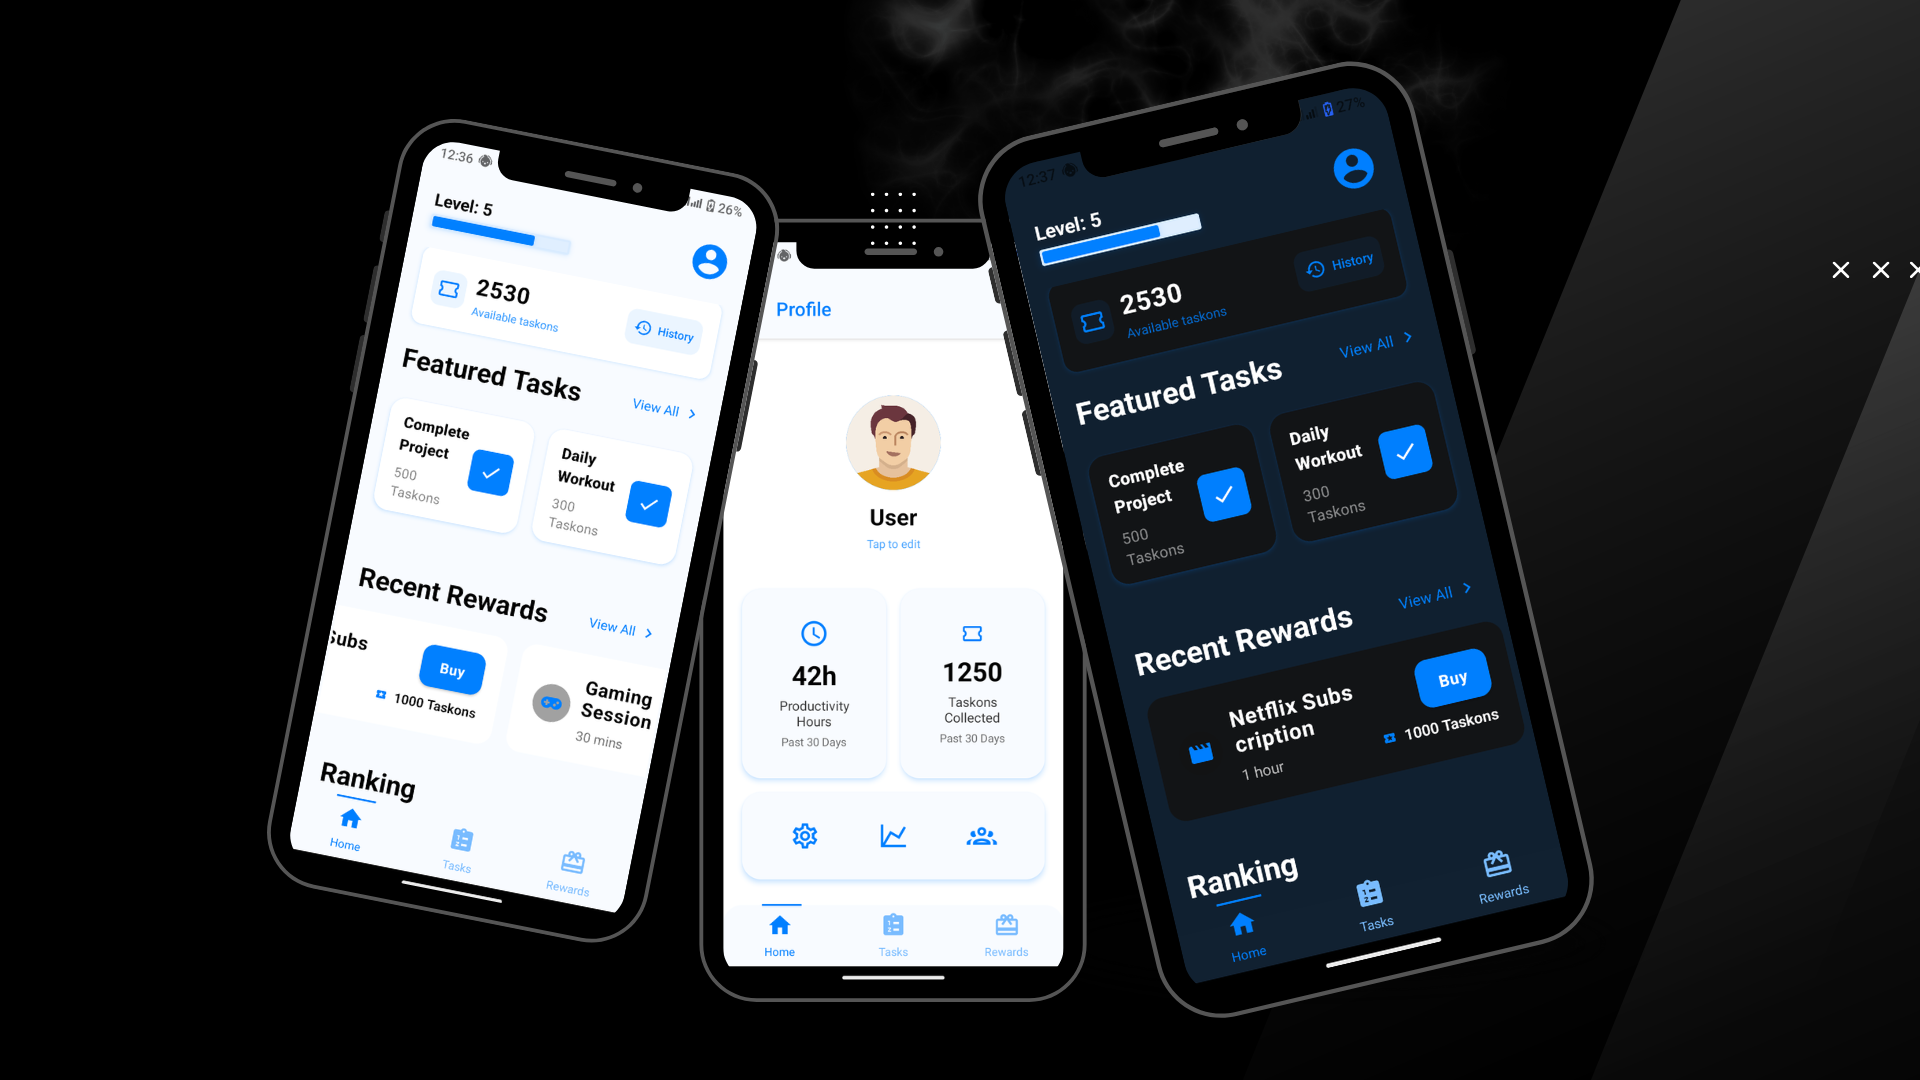 12:36
26%
Level: 5
2530
Available taskons
History
Featured Tasks
View All
Complete
Project
500
Taskons
Daily
Workout
300
Taskons
Recent Rewards
View All
Subs
Buy
1000 Taskons
Gaming
Session
30 mins
Ranking
Home
Tasks
Rewards
Profile
User
Tap to edit
42h
Productivity
Hours
Past 30 Days
1250
Taskons
Collected
Past 30 Days
Home
Tasks
Rewards
12:37
27%
Level: 5
2530
Available taskons
History
Featured Tasks
View All
Complete
Project
500
Taskons
Daily
Workout
300
Taskons
Recent Rewards
View All
Netflix Subs
cription
1 hour
Buy
1000 Taskons
Ranking
Home
Tasks
Rewards